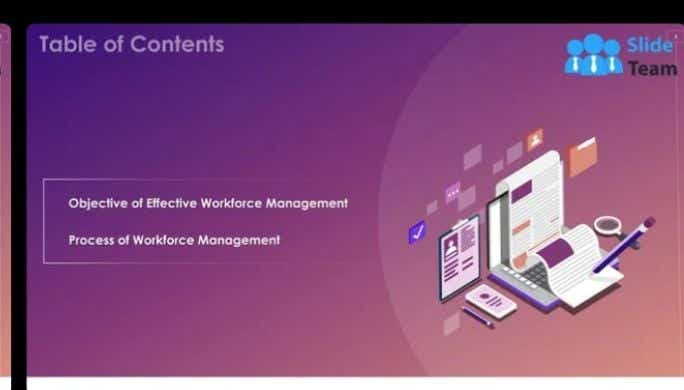 Table of Contents
Slide
Team
Objective of Effective Workforce Management
Process of Workforce Management